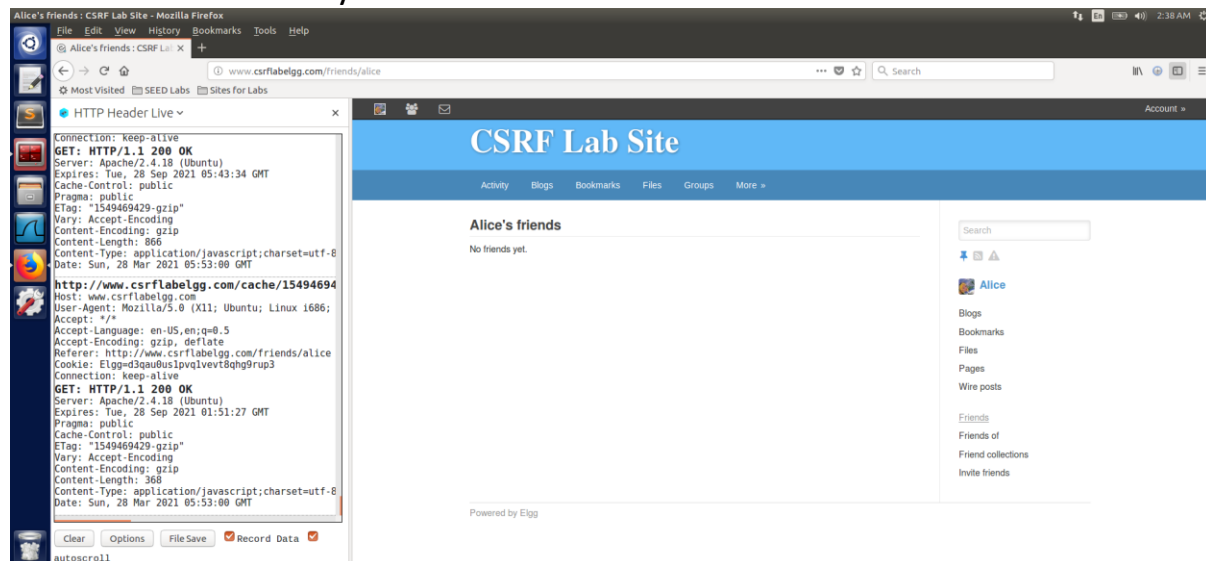 Alice's friends : CSRF Lab Site - Mozilla Firefox
En 2:38 AM
File Edit View History Bookmarks Tools Help
Alice's friends : CSRF La
www.csrflabelgg.com/friends/alice
Search
Most Visited SEED Labs Sites for Labs
HTTP Header Live
Connection: keep-alive
GET: HTTP/1.1 200 OK
Server: Apache/2.4.18 (Ubuntu)
Expires: Tue, 28 Sep 2021 05:43:34 GMT
Cache-Control: public
Pragma: public
ETag: "1549469429-gzip"
Vary: Accept-Encoding
Content-Encoding: gzip
Content-Length: 866
Content-Type: application/javascript;charset=utf-8
Date: Sun, 28 Mar 2021 05:53:00 GMT
http://www.csrflabelgg.com/cache/15494694
Host: www.csrflabelgg.com
User-Agent: Mozilla/5.0 (X11; Ubuntu; Linux i686;
Accept: */*
Accept-Language: en-US,en;q=0.5
Accept-Encoding: gzip, deflate
Referer: http://www.csrflabelgg.com/friends/alice
Cookie: Elgg=d3qau0us1pvq1vevt8qhg9rup3
Connection: keep-alive
GET: HTTP/1.1 200 OK
Server: Apache/2.4.18 (Ubuntu)
Expires: Tue, 28 Sep 2021 01:51:27 GMT
Pragma: public
Cache-Control: public
ETag: "1549469429-gzip"
Vary: Accept-Encoding
Content-Encoding: gzip
Content-Length: 368
Content-Type: application/javascript;charset=utf-8
Date: Sun, 28 Mar 2021 05:53:00 GMT
Clear Options File Save Record Data
autoscroll
Account »
CSRF Lab Site
Activity Blogs Bookmarks Files Groups More »
Alice's friends
No friends yet.
Search
Alice
Blogs
Bookmarks
Files
Pages
Wire posts
Friends
Friends of
Friend collections
Invite friends
Powered by Elgg